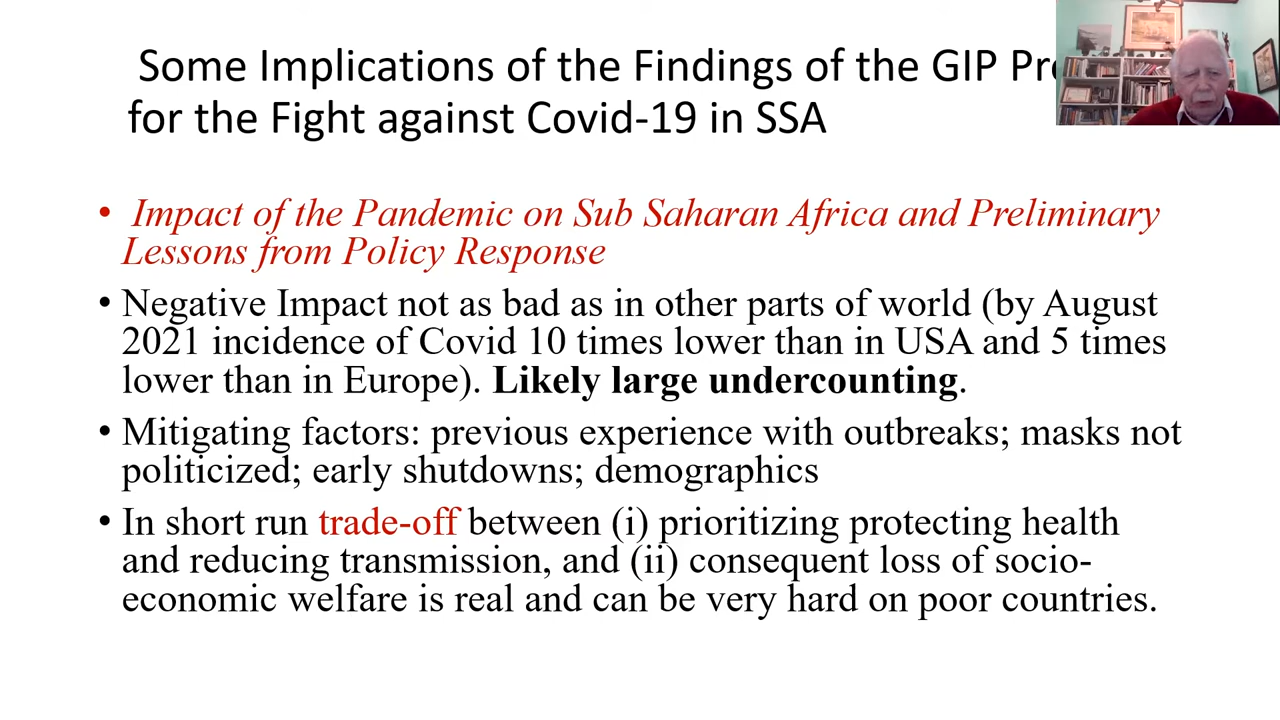 Some Implications of the Findings of the GIP
for the Fight against Covid-19 in SSA
• Impact of the Pandemic on Sub Saharan Africa and Preliminary
Lessons from Policy Response
• Negative Impact not as bad as in other parts of world (by August
2021 incidence of Covid 10 times lower than in USA and 5 times
lower than in Europe). Likely large undercounting.
• Mitigating factors: previous experience with outbreaks; masks not
politicized; early shutdowns; demographics
• In short run trade-off between (i) prioritizing protecting health
and reducing transmission, and (ii) consequent loss of socio-
economic welfare is real and can be very hard on poor countries.